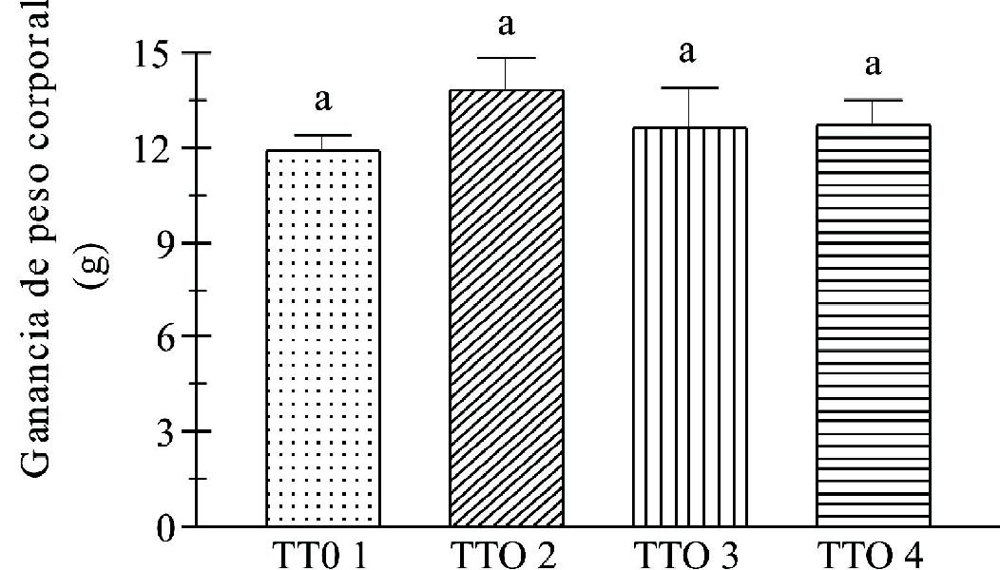 Ganancia de peso corporal
(g)
15
12
9
6
3
0
a
a
a
a
TT0 1
TTO 2
TTO 3
TTO 4